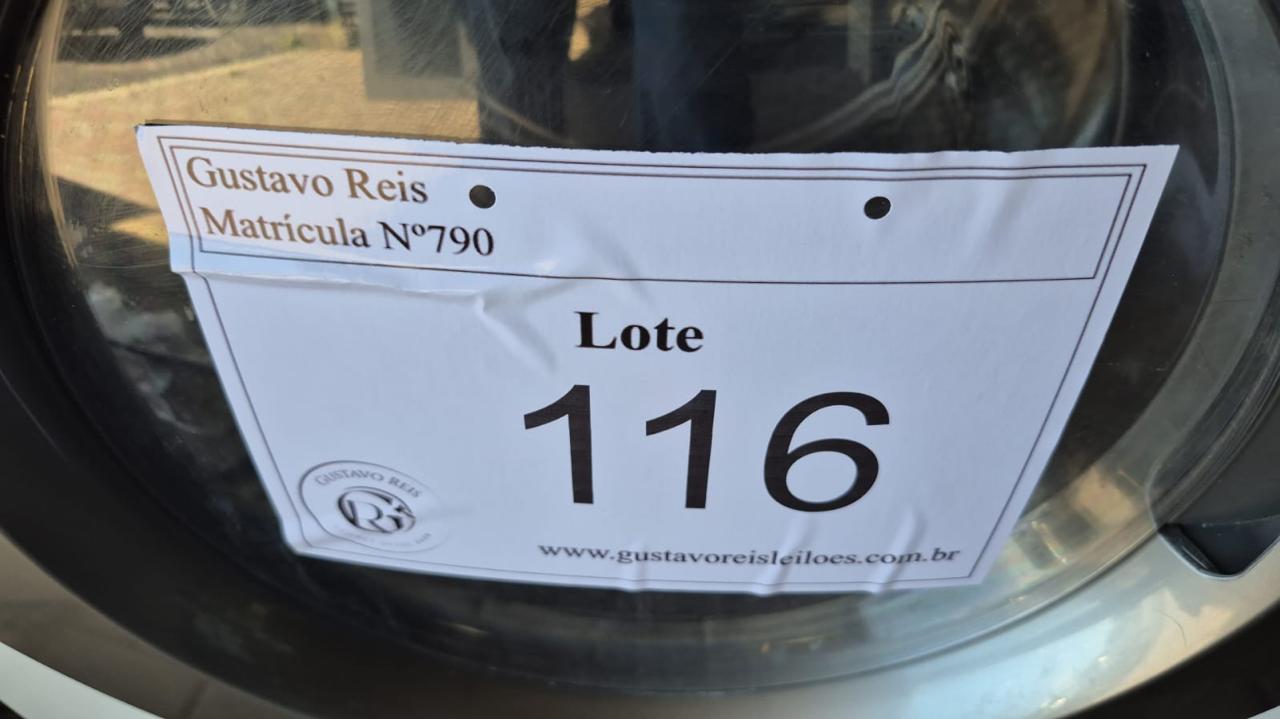 Gustavo Reis
Matrícula Nº790
Lote
116
GUSTAVO REIS
www.gustavoreisleiloes.com.br